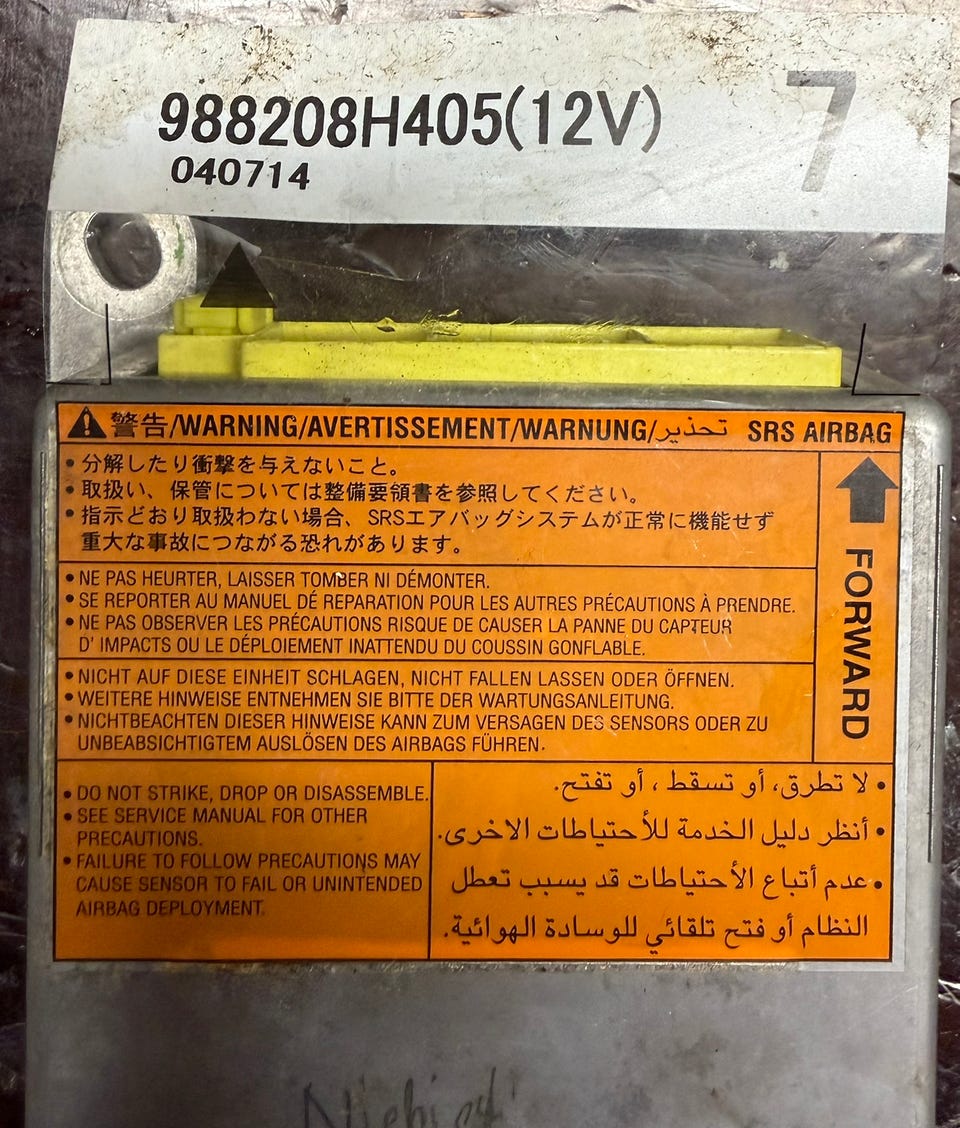 988208H405(12V)
7
040714
警告/WARNING/AVERTISSEMENT/WARNUNG/تحذير SRS AIRBAG
• 分解したり衝撃を与えないこと。
• 取扱い、保管については整備要領書を参照してください。
• 指示どおり取扱わない場合、SRSエアバッグシステムが正常に機能せず
重大な事故につながる恐れがあります。
• NE PAS HEURTER, LAISSER TOMBER NI DÉMONTER.
• SE REPORTER AU MANUEL DÉ REPARATION POUR LES AUTRES PRÉCAUTIONS À PRENDRE.
• NE PAS OBSERVER LES PRÉCAUTIONS RISQUE DE CAUSER LA PANNE DU CAPTEUR
D' IMPACTS OU LE DÉPLOIEMENT INATTENDU DU COUSSIN GONFLABLE.
• NICHT AUF DIESE EINHEIT SCHLAGEN, NICHT FALLEN LASSEN ODER ÖFFNEN.
• WEITERE HINWEISE ENTNEHMEN SIE BITTE DER WARTUNGSANLEITUNG.
• NICHTBEACHTEN DIESER HINWEISE KANN ZUM VERSAGEN DES SENSORS ODER ZU
UNBEABSICHTIGTEM AUSLÖSEN DES AIRBAGS FÜHREN.
FORWARD
• DO NOT STRIKE, DROP OR DISASSEMBLE.
• SEE SERVICE MANUAL FOR OTHER
PRECAUTIONS.
• FAILURE TO FOLLOW PRECAUTIONS MAY
CAUSE SENSOR TO FAIL OR UNINTENDED
AIRBAG DEPLOYMENT.
• لا تطرق، أو تسقط ، أو تفتح.
• أنظر دليل الخدمة للأحتياطات الاخرى.
• عدم أتباع الأحتياطات قد يسبب تعطل
النظام أو فتح تلقائي للوسادة الهوائية.